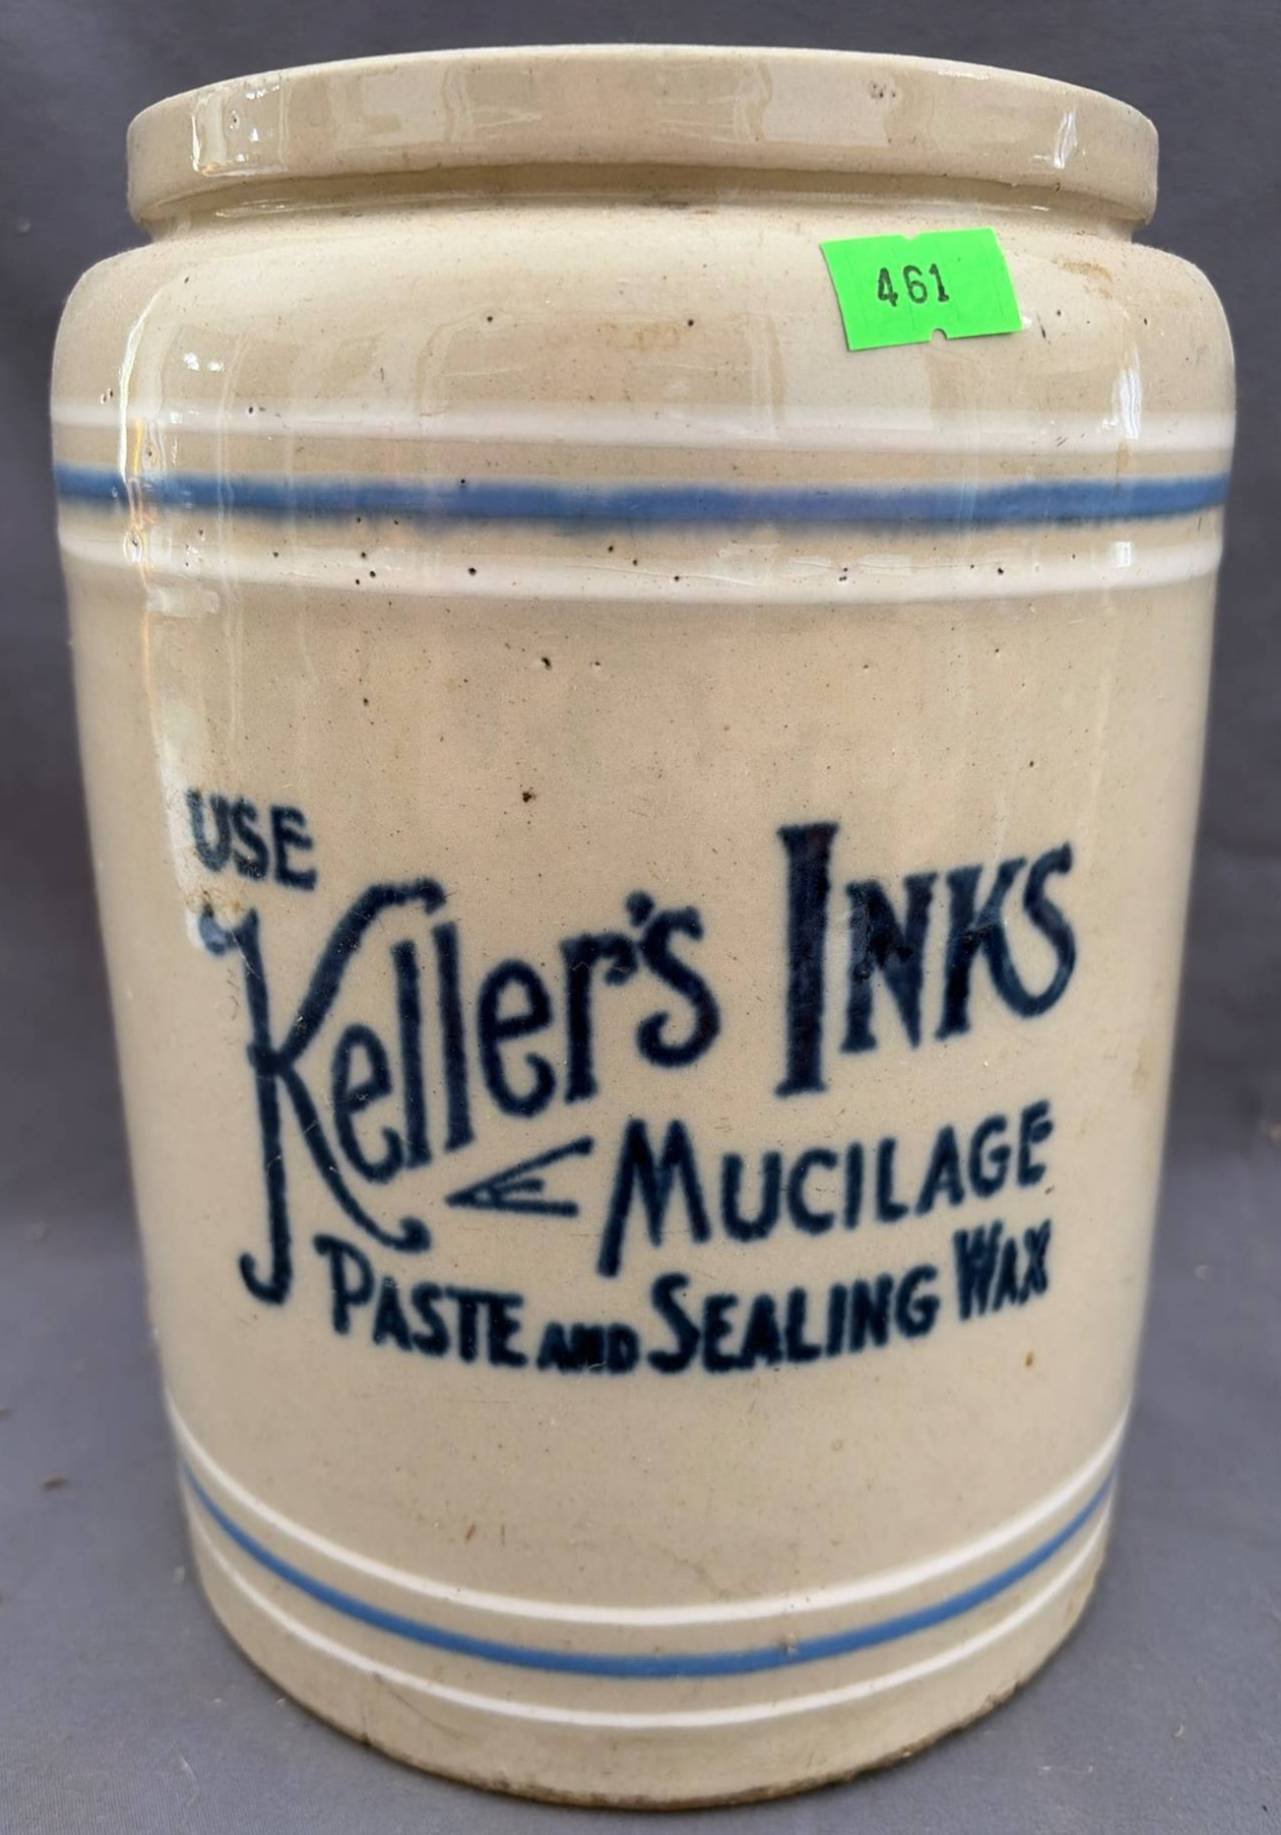 461
USE
Keller's INKS
MUCILAGE
PASTE AND SEALING WAX